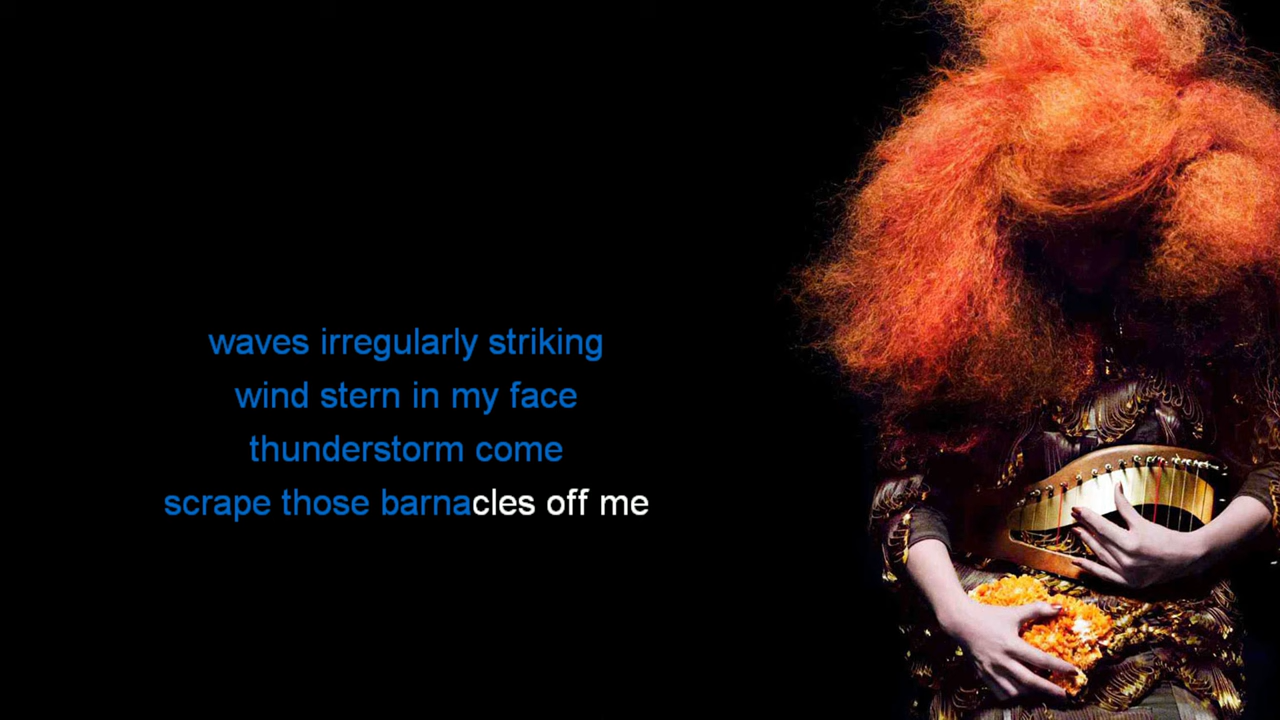 waves irregularly striking
wind stern in my face
thunderstorm come
scrape those barnacles off me